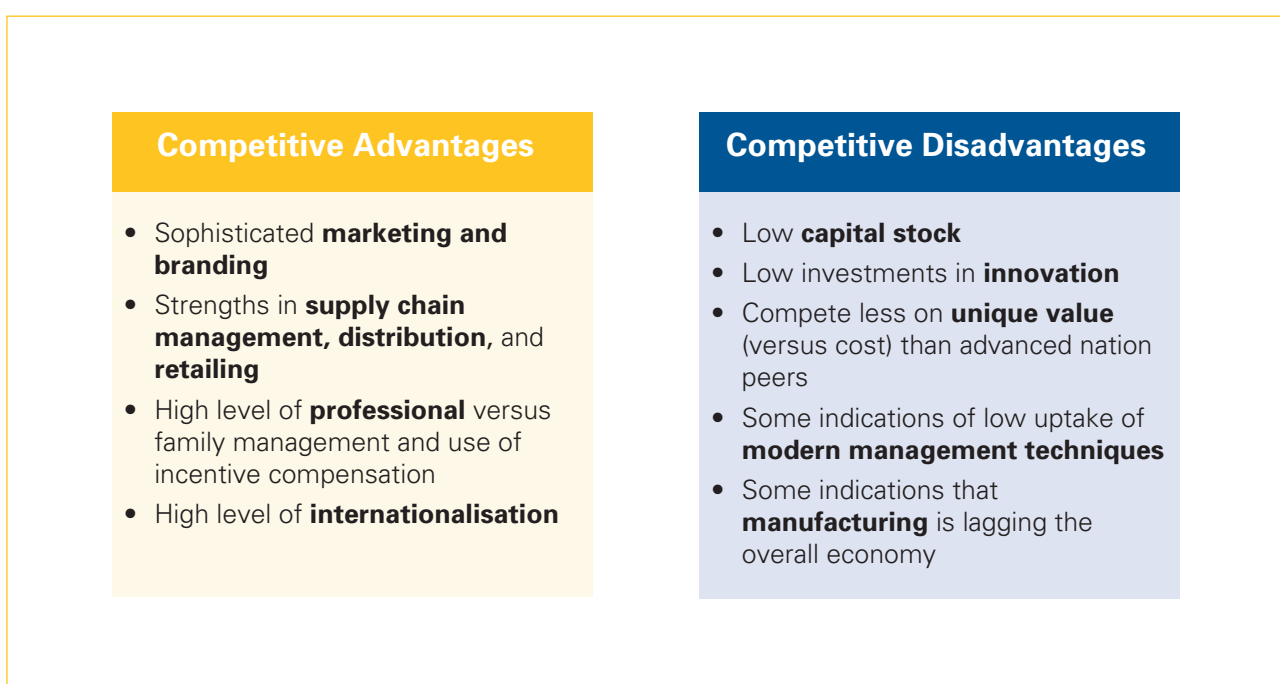 Competitive Advantages
• Sophisticated marketing and
branding
• Strengths in supply chain
management, distribution, and
retailing
• High level of professional versus
family management and use of
incentive compensation
• High level of internationalisation
Competitive Disadvantages
• Low capital stock
• Low investments in innovation
• Compete less on unique value
(versus cost) than advanced nation
peers
• Some indications of low uptake of
modern management techniques
• Some indications that
manufacturing is lagging the
overall economy